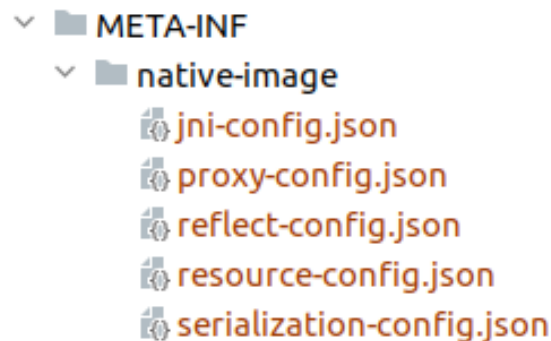 META-INF
native-image
jni-config.json
proxy-config.json
reflect-config.json
resource-config.json
serialization-config.json